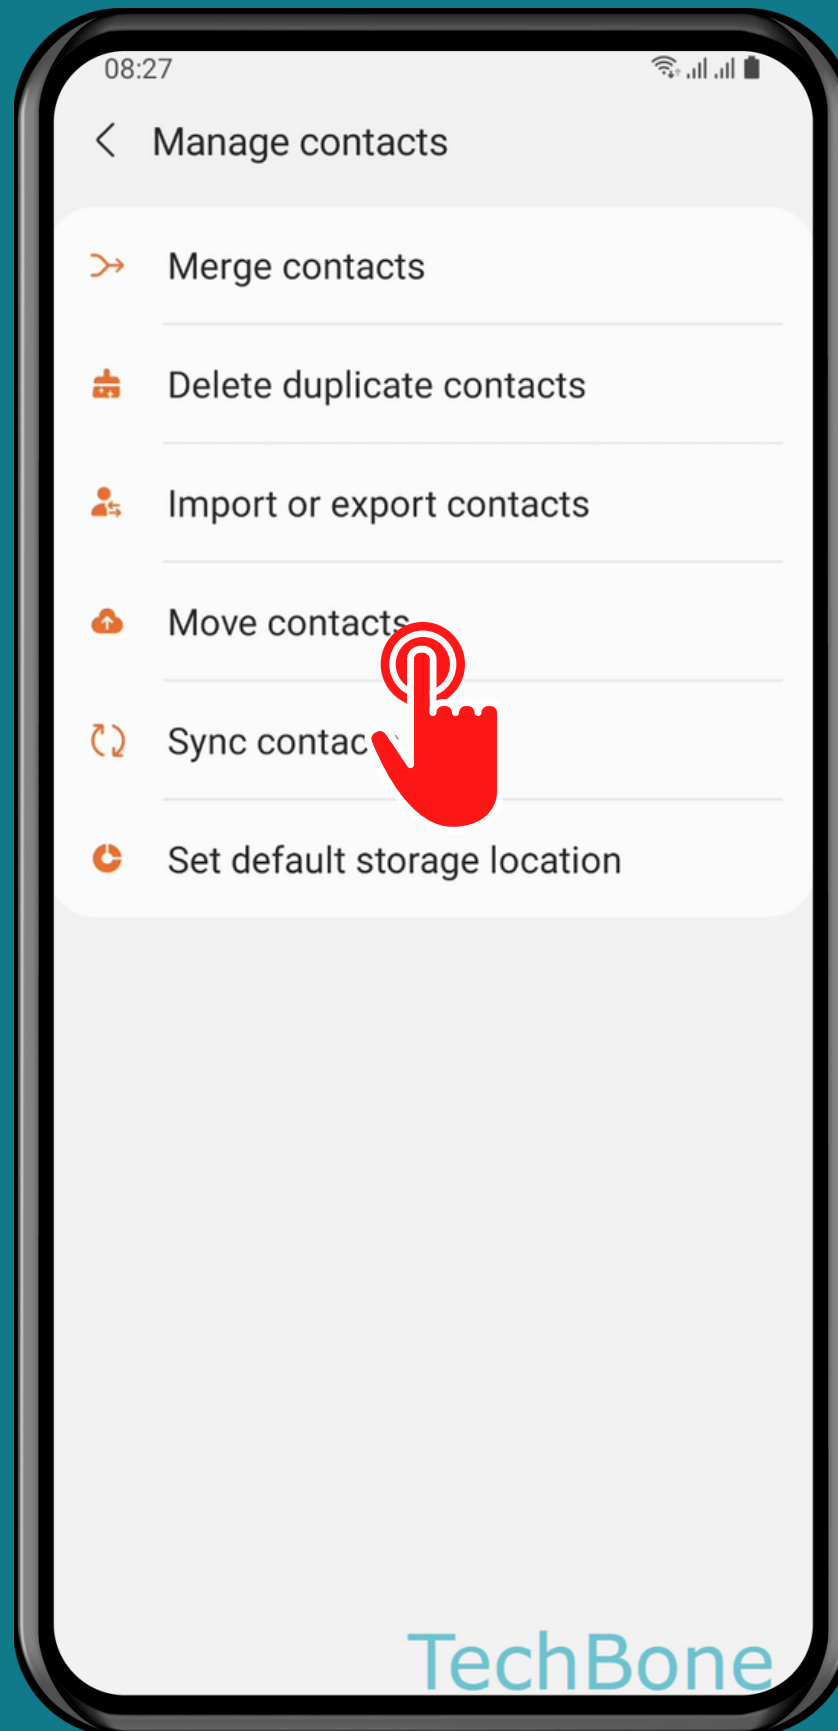 08:27
Manage contacts
Merge contacts
Delete duplicate contacts
Import or export contacts
Move contacts
Sync
Set default storage location
TechBone